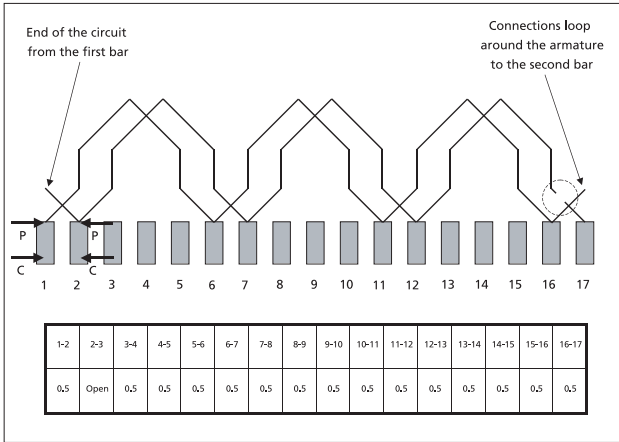 End of the circuit
from the first bar
Connections loop
around the armature
to the second bar
P P
C C
1 2 3 4 5 6 7 8 9 10 11 12 13 14 15 16 17
1-2 2-3 3-4 4-5 5-6 6-7 7-8 8-9 9-10 10-11 11-12 12-13 13-14 14-15 15-16 16-17
0.5 Open 0.5 0.5 0.5 0.5 0.5 0.5 0.5 0.5 0.5 0.5 0.5 0.5 0.5 0.5